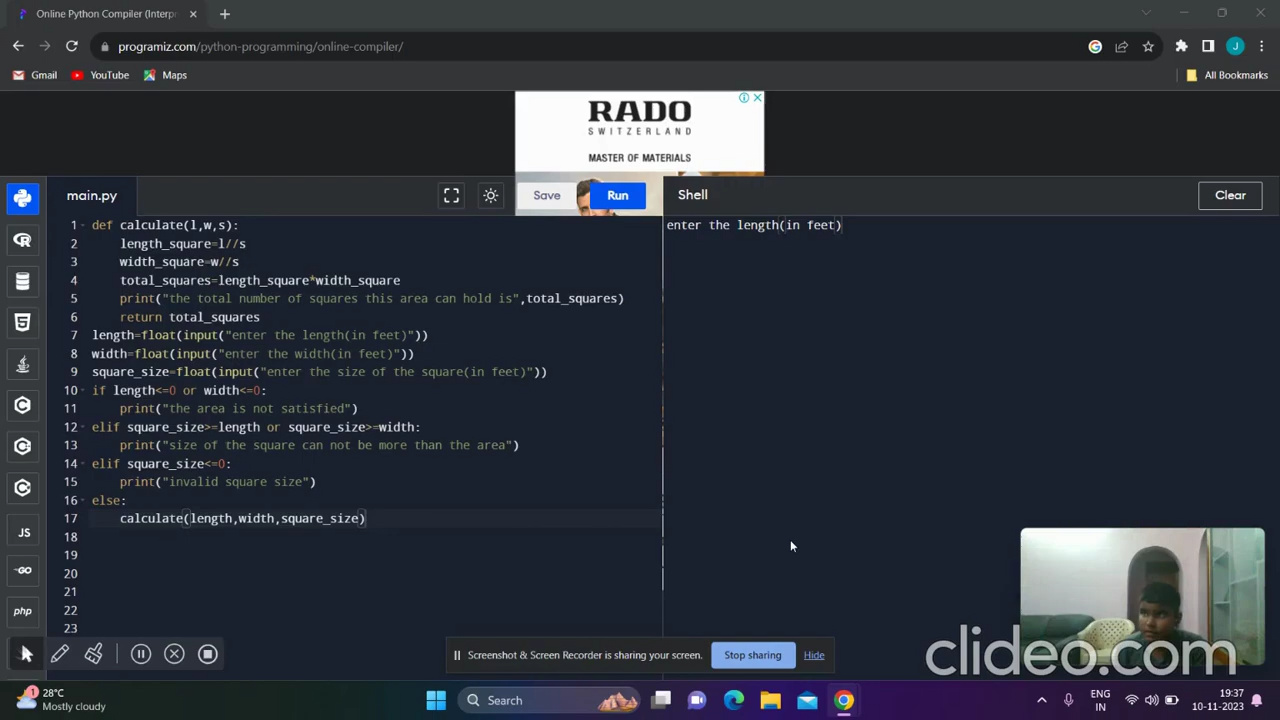 Online Python Compiler (Interpr
programiz.com/python-programming/online-compiler/
J
Gmail
YouTube
Maps
All Bookmarks
RADO
SWITZERLAND
MASTER OF MATERIALS
main.py
Save
Run
Shell
Clear
1 def calculate(l,w,s):
2 length_square=l//s
3 width_square=w//s
4 total_squares=length_square*width_square
5 print("the total number of squares this area can hold is",total_squares)
6 return total_squares
7 length=float(input("enter the length(in feet)"))
8 width=float(input("enter the width(in feet)"))
9 square_size=float(input("enter the size of the square(in feet)"))
10 if length<=0 or width<=0:
11 print("the area is not satisfied")
12 elif square_size>=length or square_size>=width:
13 print("size of the square can not be more than the area")
14 elif square_size<=0:
15 print("invalid square size")
16 else:
17 calculate(length,width,square_size)
18
19
20
21
22
23
enter the length(in feet)
JS
GO
php
Screenshot & Screen Recorder is sharing your screen.
Stop sharing
Hide
clideo.com
1
28°C
Mostly cloudy
Search
ENG
IN
19:37
10-11-2023